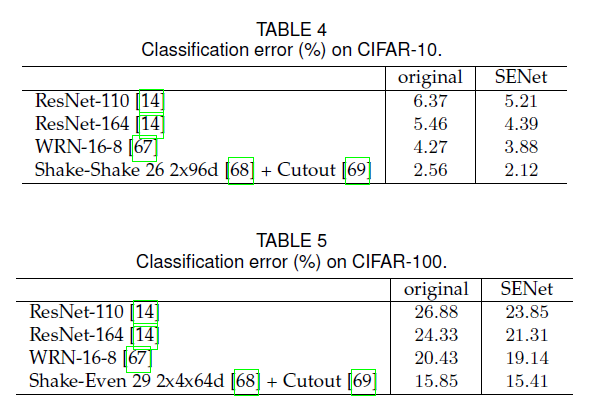 TABLE 4
Classification error (%) on CIFAR-10.
original SENet
ResNet-110 [14] 6.37 5.21
ResNet-164 [14] 5.46 4.39
WRN-16-8 [67] 4.27 3.88
Shake-Shake 26 2x96d [68] + Cutout [69] 2.56 2.12
TABLE 5
Classification error (%) on CIFAR-100.
original SENet
ResNet-110 [14] 26.88 23.85
ResNet-164 [14] 24.33 21.31
WRN-16-8 [67] 20.43 19.14
Shake-Even 29 2x4x64d [68] + Cutout [69] 15.85 15.41